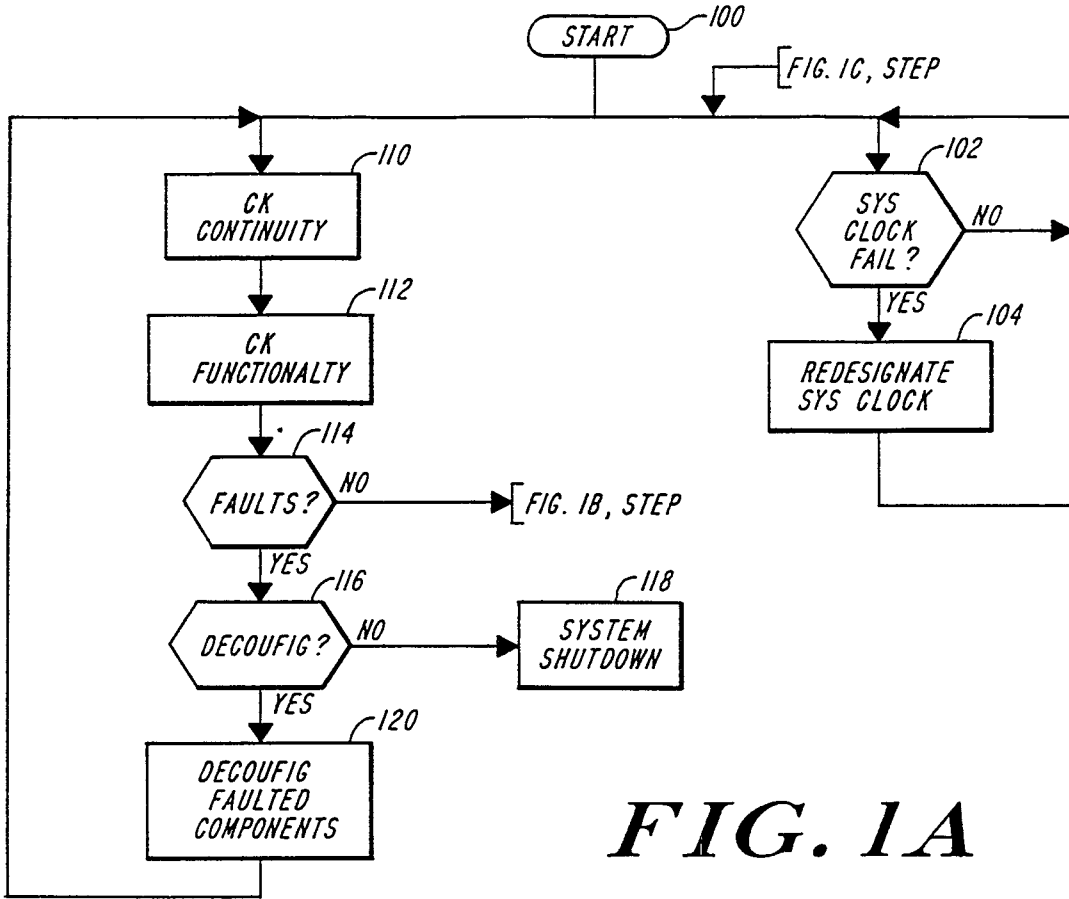 100
START
FIG. 1C, STEP
110
CK
CONTINUITY
102
SYS
CLOCK
FAIL?
NO
YES
112
CK
FUNCTIONALTY
104
REDESIGNATE
SYS CLOCK
114
FAULTS?
NO
FIG. 1B, STEP
YES
116
DECOUFIG?
NO
118
SYSTEM
SHUTDOWN
YES
120
DECOUFIG
FAULTED
COMPONENTS
FIG. 1A